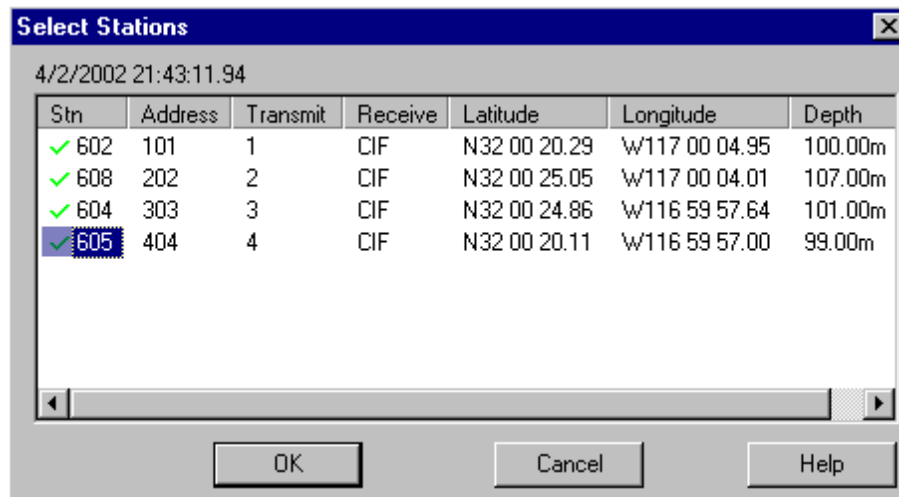 Select Stations
4/2/2002 21:43:11.94
Stn Address Transmit Receive Latitude Longitude Depth
602 101 1 CIF N32 00 20.29 W117 00 04.95 100.00m
608 202 2 CIF N32 00 25.05 W117 00 04.01 107.00m
604 303 3 CIF N32 00 24.86 W116 59 57.64 101.00m
605 404 4 CIF N32 00 20.11 W116 59 57.00 99.00m
OK Cancel Help